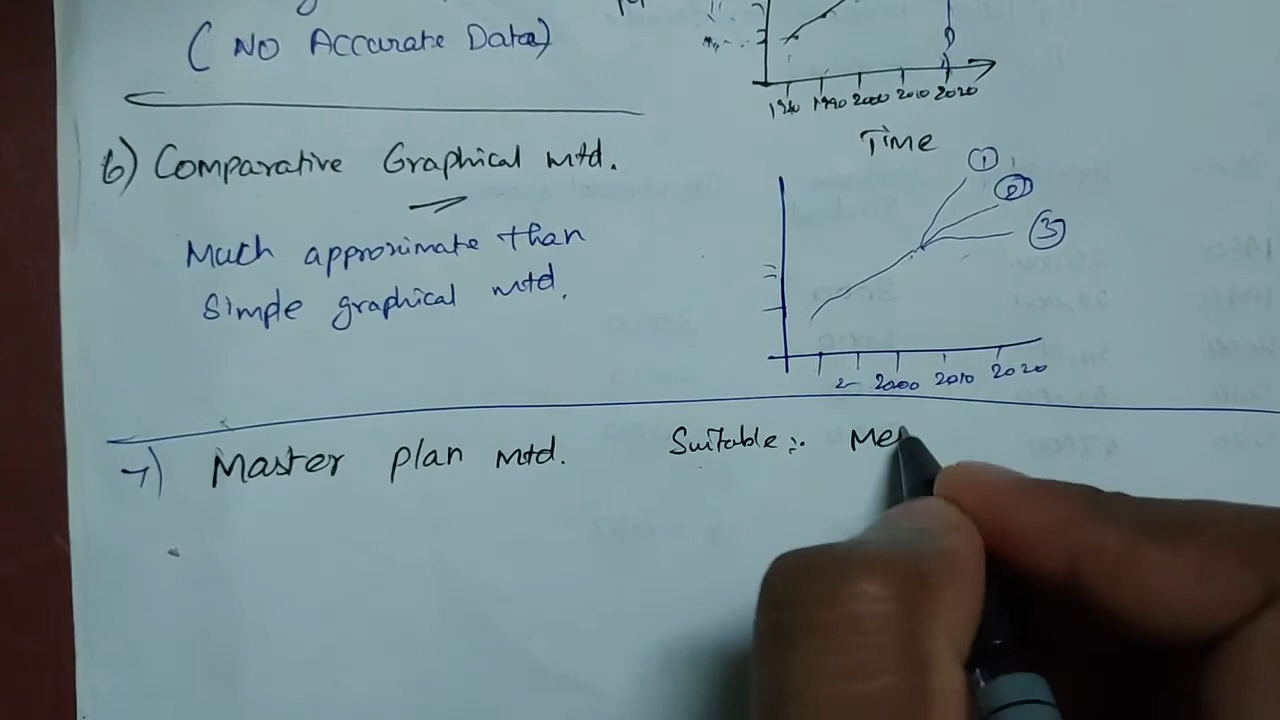 ( No Accurate Data)
1990 2000 2010 2020
Time
6) Comparative Graphical mtd.
Much approximate than
Simple graphical mtd.
1
2
3
2000 2010 2020
7) Master plan mtd. Suitable :- Me